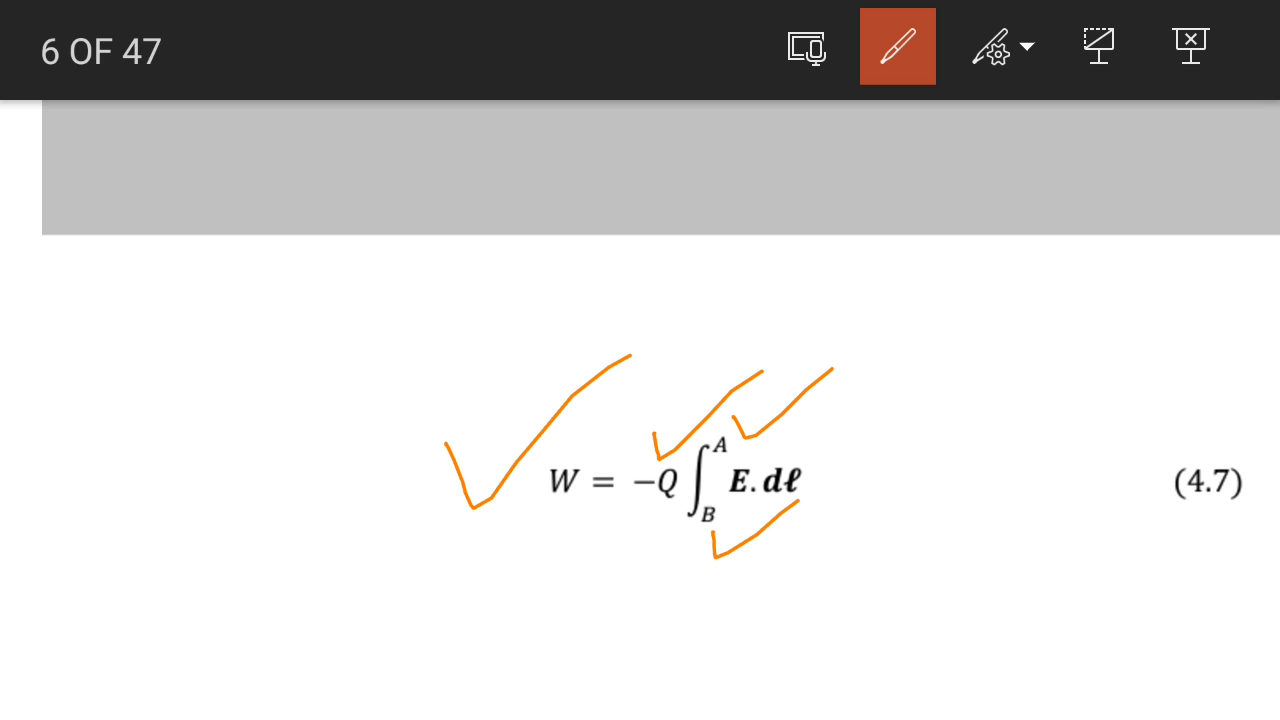 6 OF 47
W = −Q ∫_B^A E.dℓ (4.7)